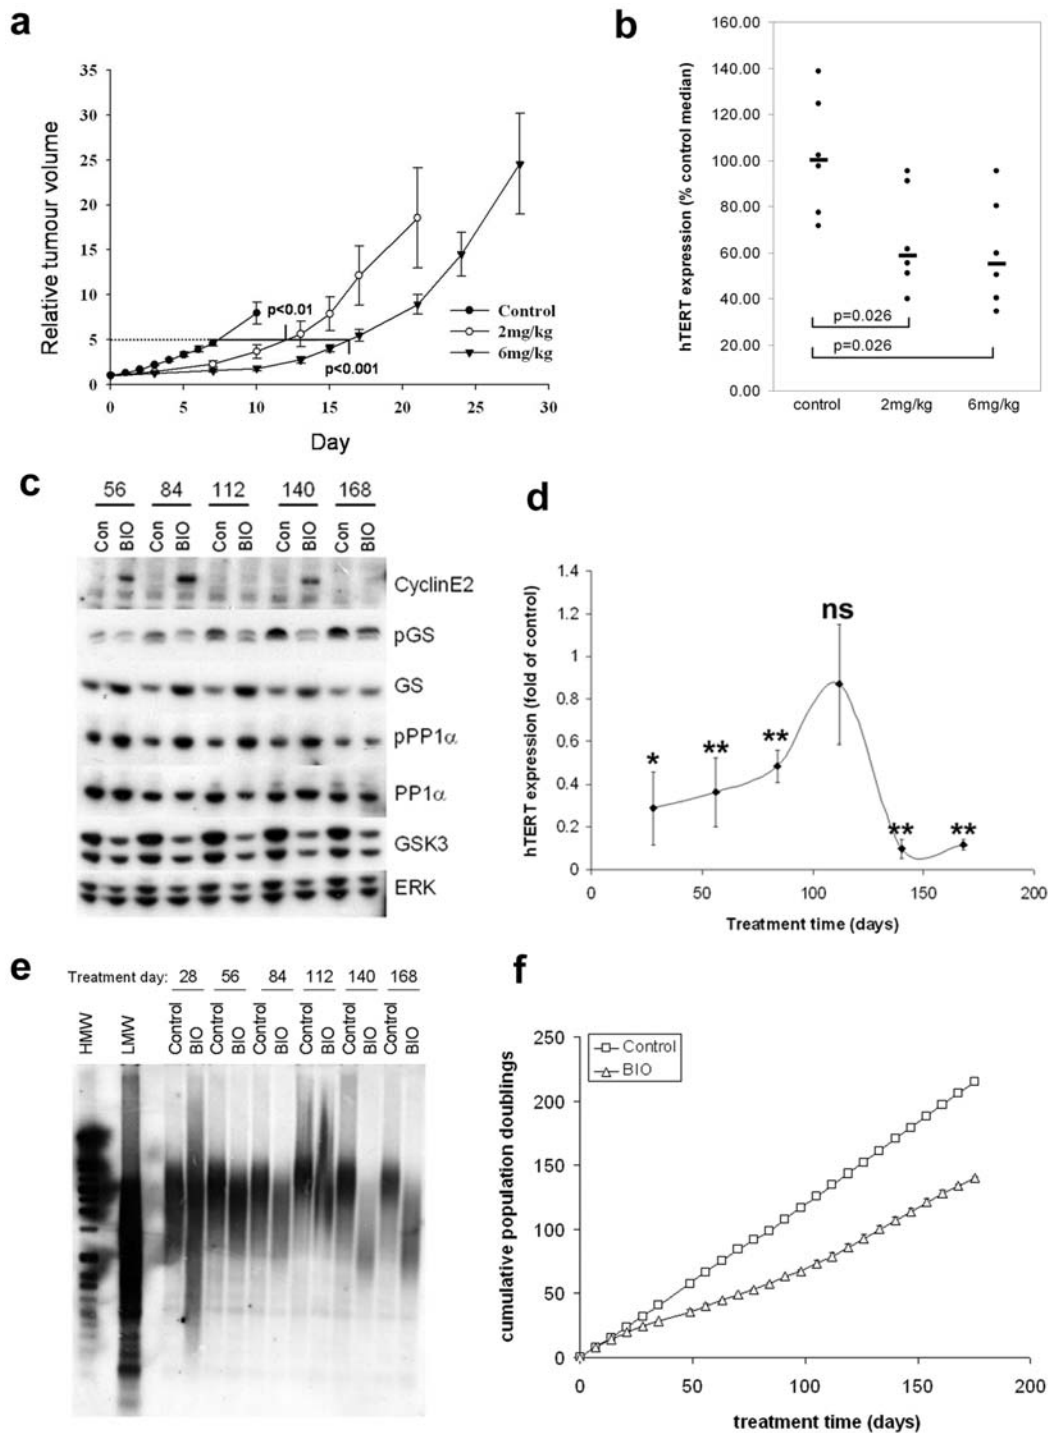 a
Relative tumour volume
35
30
25
20
15
10
5
0
p<0.01
p<0.001
Control
2mg/kg
6mg/kg
0 5 10 15 20 25 30
Day
b
hTERT expression (% control median)
160.00
140.00
120.00
100.00
80.00
60.00
40.00
20.00
0.00
p=0.026
p=0.026
control 2mg/kg 6mg/kg
c
56 84 112 140 168
Con BIO Con BIO Con BIO Con BIO Con BIO
CyclinE2
pGS
GS
pPP1α
PP1α
GSK3
ERK
d
hTERT expression (fold of control)
1.4
1.2
1
0.8
0.6
0.4
0.2
0
* ** ** ns ** **
0 50 100 150 200
Treatment time (days)
e
Treatment day: 28 56 84 112 140 168
HMW LMW Control BIO Control BIO Control BIO Control BIO Control BIO Control BIO
f
cumulative population doublings
250
200
150
100
50
0
Control
BIO
0 50 100 150 200
treatment time (days)